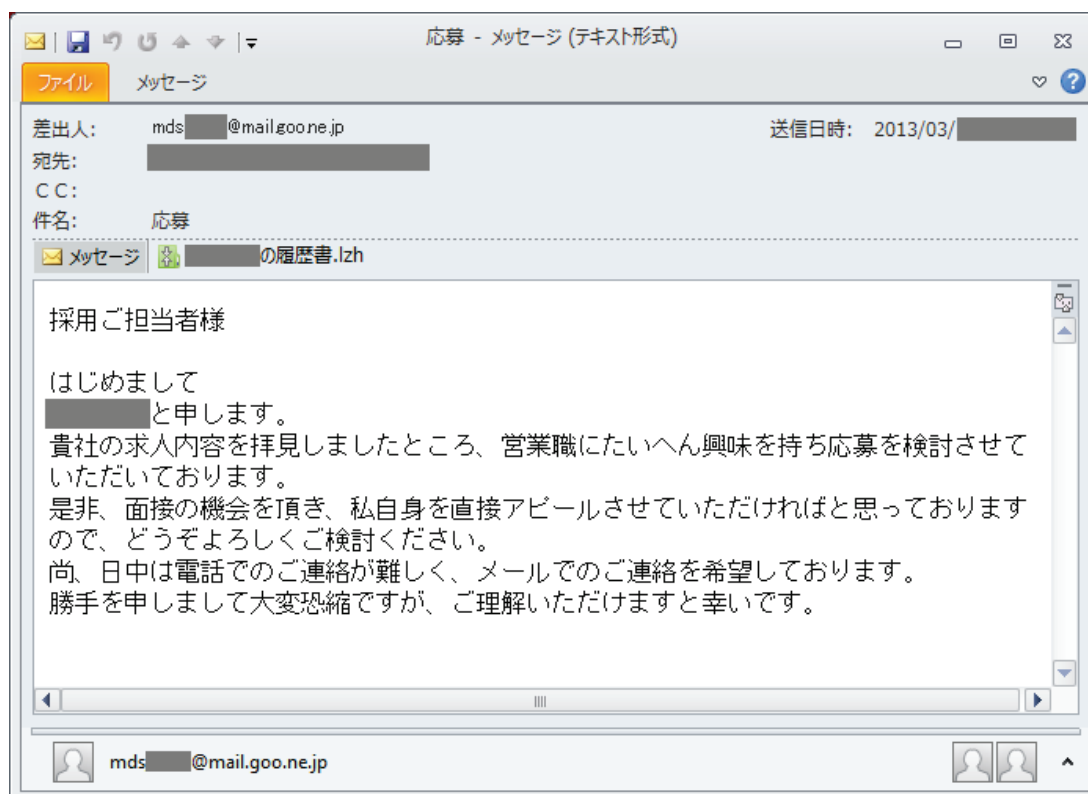 応募 - メッセージ (テキスト形式)
ファイル メッセージ
差出人: mds @mail.goo.ne.jp 送信日時: 2013/03/
宛先:
CC:
件名: 応募
メッセージ の履歴書.lzh
採用ご担当者様
はじめまして
と申します。
貴社の求人内容を拝見しましたところ、営業職にたいへん興味を持ち応募を検討させて
いただいております。
是非、面接の機会を頂き、私自身を直接アピールさせていただければと思っております
ので、どうぞよろしくご検討ください。
尚、日中は電話でのご連絡が難しく、メールでのご連絡を希望しております。
勝手を申しまして大変恐縮ですが、ご理解いただけますと幸いです。
mds @mail.goo.ne.jp